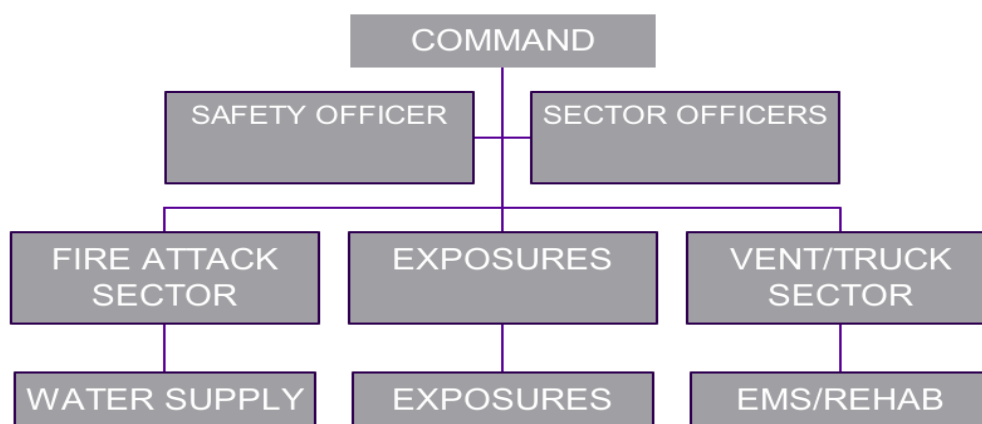 COMMAND
SAFETY OFFICER
SECTOR OFFICERS
FIRE ATTACK
SECTOR
EXPOSURES
VENT/TRUCK
SECTOR
WATER SUPPLY
EXPOSURES
EMS/REHAB